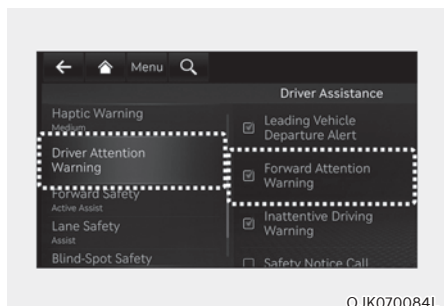 Menu
Driver Assistance
Haptic Warning
Medium
Driver Attention
Warning
Forward Safety
Active Assist
Lane Safety
Assist
Blind-Spot Safety
Leading Vehicle
Departure Alert
Forward Attention
Warning
Inattentive Driving
Warning
Safety Notice Call
OJK070084L